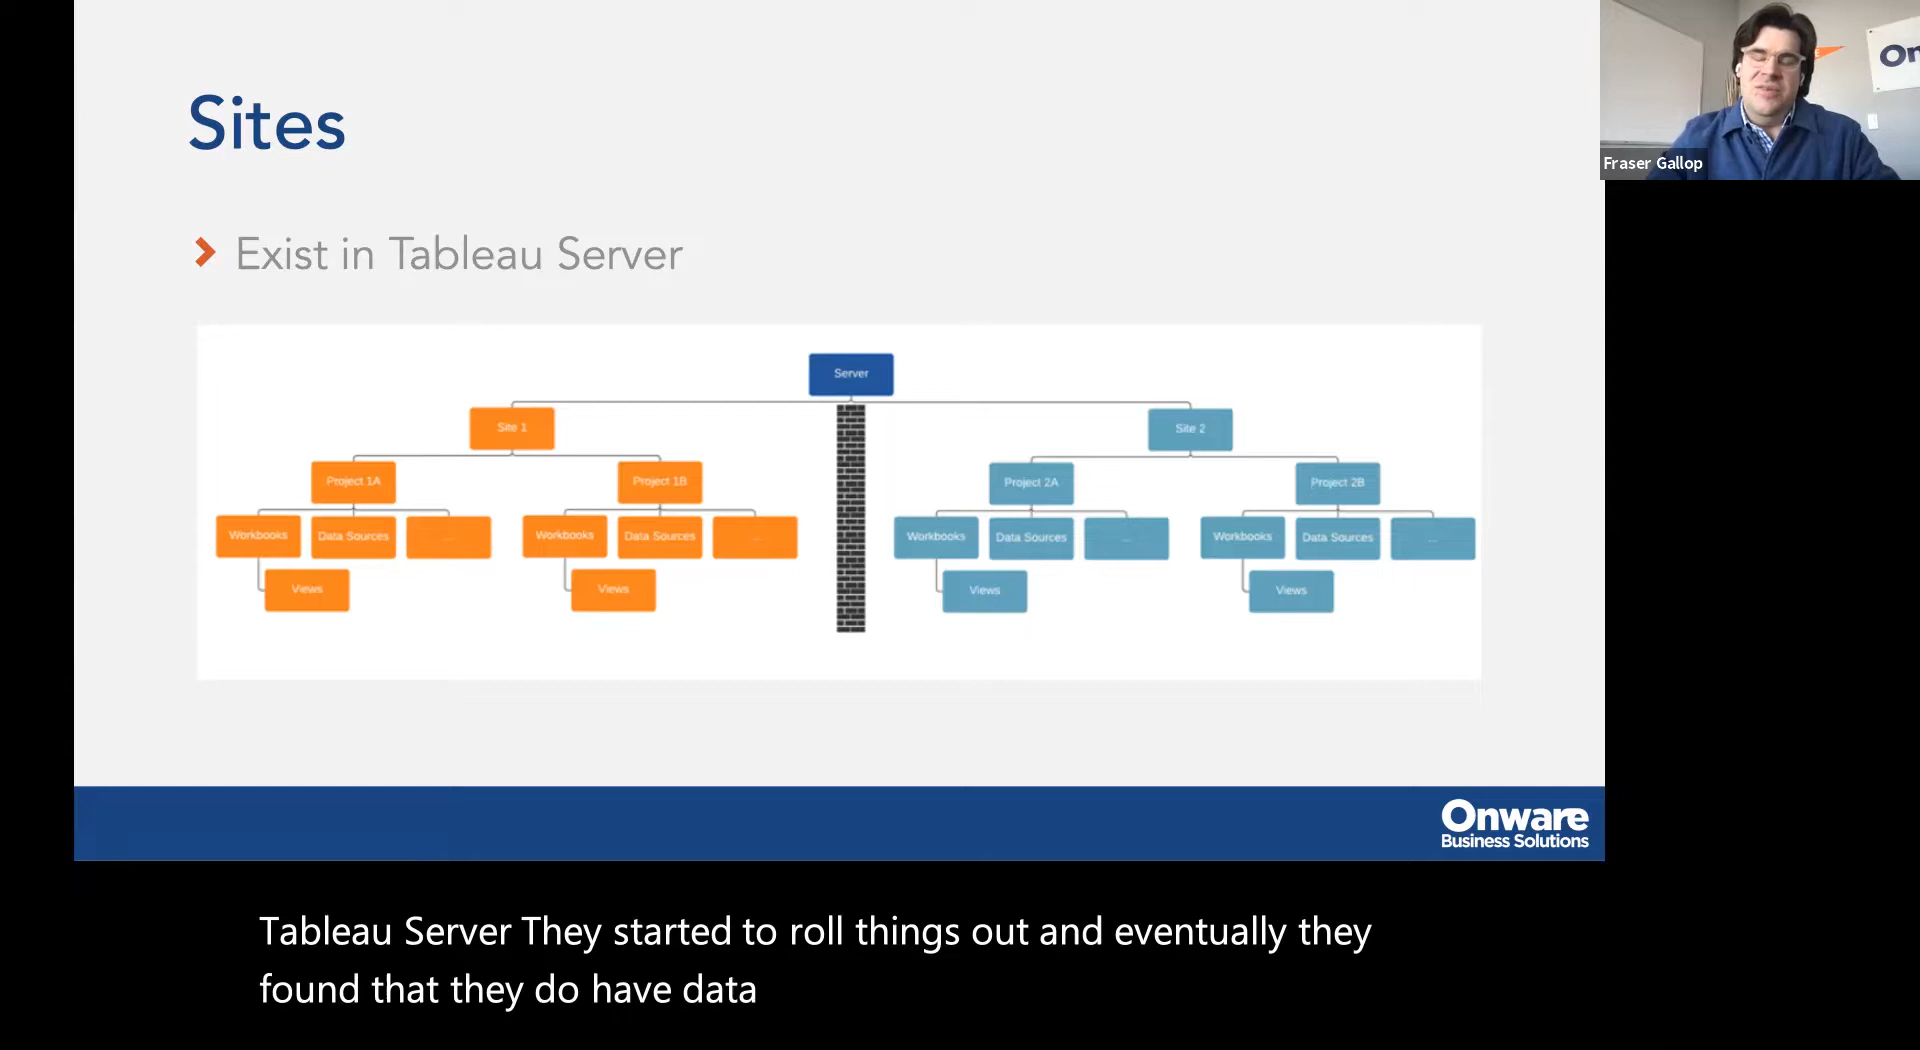 Sites
Exist in Tableau Server
Server
Site 1
Site 2
Project 1A
Project 1B
Project 2A
Project 2B
Workbooks
Data Sources
...
Workbooks
Data Sources
...
Workbooks
Data Sources
...
Workbooks
Data Sources
...
Views
Views
Views
Views
Onware
Business Solutions
On
Fraser Gallop
Tableau Server They started to roll things out and eventually they
found that they do have data